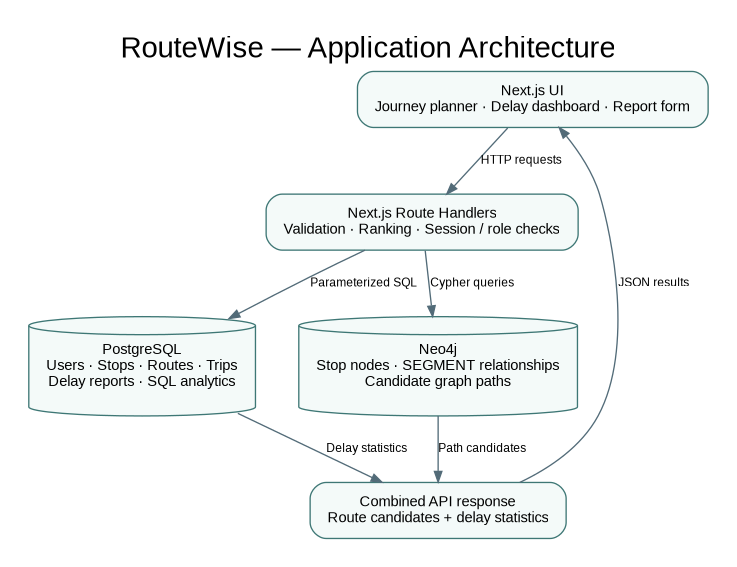 RouteWise — Application Architecture
Next.js UI
Journey planner · Delay dashboard · Report form
HTTP requests
Next.js Route Handlers
Validation · Ranking · Session / role checks
Parameterized SQL
Cypher queries
JSON results
PostgreSQL
Users · Stops · Routes · Trips
Delay reports · SQL analytics
Neo4j
Stop nodes · SEGMENT relationships
Candidate graph paths
Delay statistics
Path candidates
Combined API response
Route candidates + delay statistics